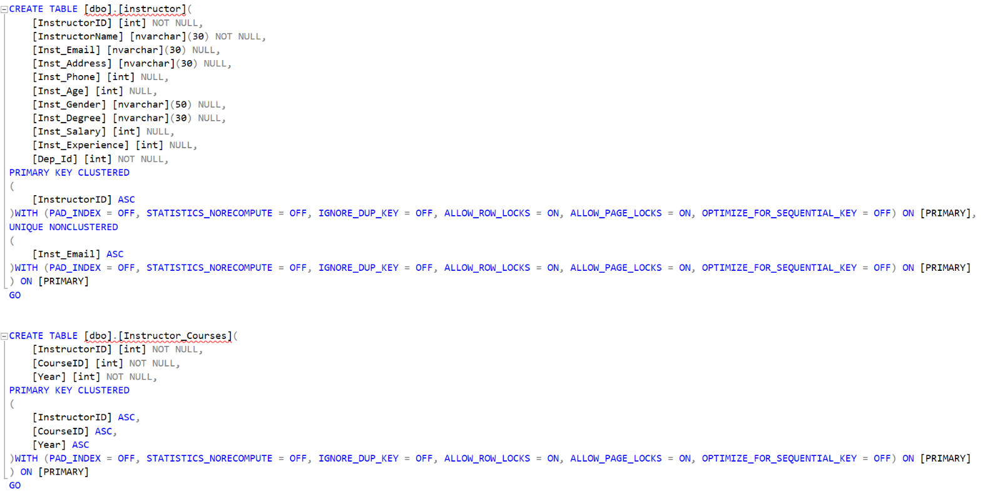 CREATE TABLE [dbo].[instructor](
[InstructorID] [int] NOT NULL,
[InstructorName] [nvarchar](30) NOT NULL,
[Inst_Email] [nvarchar](30) NULL,
[Inst_Address] [nvarchar](30) NULL,
[Inst_Phone] [int] NULL,
[Inst_Age] [int] NULL,
[Inst_Gender] [nvarchar](50) NULL,
[Inst_Degree] [nvarchar](30) NULL,
[Inst_Salary] [int] NULL,
[Inst_Experience] [int] NULL,
[Dep_Id] [int] NOT NULL,
PRIMARY KEY CLUSTERED
(
[InstructorID] ASC
)WITH (PAD_INDEX = OFF, STATISTICS_NORECOMPUTE = OFF, IGNORE_DUP_KEY = OFF, ALLOW_ROW_LOCKS = ON, ALLOW_PAGE_LOCKS = ON, OPTIMIZE_FOR_SEQUENTIAL_KEY = OFF) ON [PRIMARY],
UNIQUE NONCLUSTERED
(
[Inst_Email] ASC
)WITH (PAD_INDEX = OFF, STATISTICS_NORECOMPUTE = OFF, IGNORE_DUP_KEY = OFF, ALLOW_ROW_LOCKS = ON, ALLOW_PAGE_LOCKS = ON, OPTIMIZE_FOR_SEQUENTIAL_KEY = OFF) ON [PRIMARY]
) ON [PRIMARY]
GO
CREATE TABLE [dbo].[Instructor_Courses](
[InstructorID] [int] NOT NULL,
[CourseID] [int] NOT NULL,
[Year] [int] NOT NULL,
PRIMARY KEY CLUSTERED
(
[InstructorID] ASC,
[CourseID] ASC,
[Year] ASC
)WITH (PAD_INDEX = OFF, STATISTICS_NORECOMPUTE = OFF, IGNORE_DUP_KEY = OFF, ALLOW_ROW_LOCKS = ON, ALLOW_PAGE_LOCKS = ON, OPTIMIZE_FOR_SEQUENTIAL_KEY = OFF) ON [PRIMARY]
) ON [PRIMARY]
GO